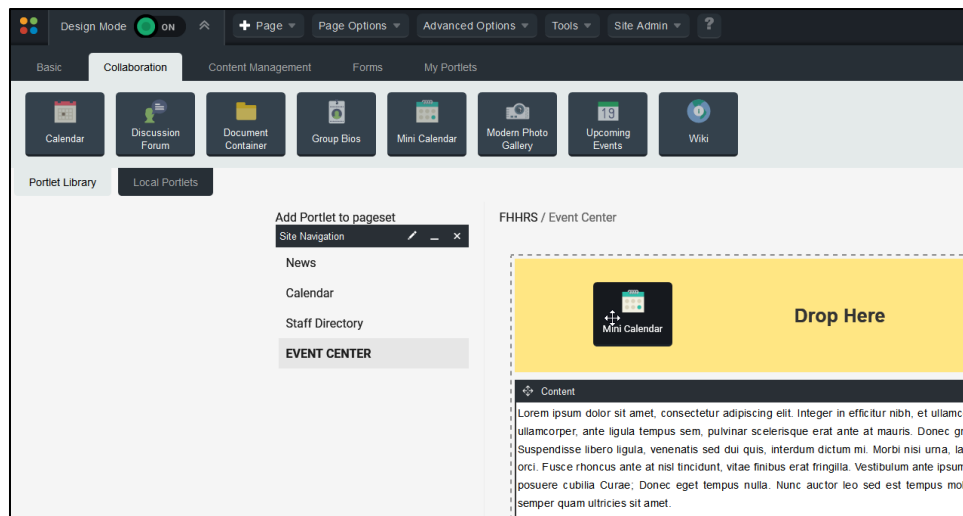 Design Mode ON + Page Page Options Advanced Options Tools Site Admin ?
Basic Collaboration Content Management Forms My Portlets
Calendar
Discussion Forum
Document Container
Group Bios
Mini Calendar
Modern Photo Gallery
19
Upcoming Events
Wiki
Portlet Library Local Portlets
Add Portlet to pageset
Site Navigation
News
Calendar
Staff Directory
EVENT CENTER
FHHRS / Event Center
Mini Calendar
Drop Here
Content
Lorem ipsum dolor sit amet, consectetur adipiscing elit. Integer in efficitur nibh, et ullamc
ullamcorper, ante ligula tempus sem, pulvinar scelerisque erat ante at mauris. Donec gr
Suspendisse libero ligula, venenatis sed dui quis, interdum dictum mi. Morbi nisi urna, la
orci. Fusce rhoncus ante at nisl tincidunt, vitae finibus erat fringilla. Vestibulum ante ipsum
posuere cubilia Curae; Donec eget tempus nulla. Nunc auctor leo sed est tempus mol
semper quam ultricies sit amet.